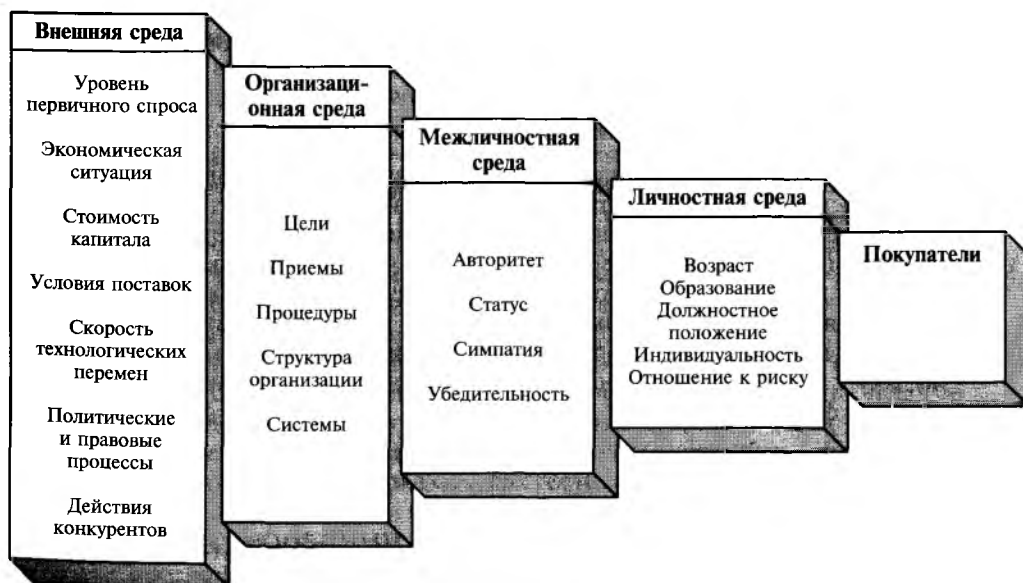 Внешняя среда
Уровень
первичного спроса
Экономическая
ситуация
Стоимость
капитала
Условия поставок
Скорость
технологических
перемен
Политические
и правовые
процессы
Действия
конкурентов
Организаци-
онная среда
Цели
Приемы
Процедуры
Структура
организации
Системы
Межличностная
среда
Авторитет
Статус
Симпатия
Убедительность
Личностная среда
Возраст
Образование
Должностное
положение
Индивидуальность
Отношение к риску
Покупатели